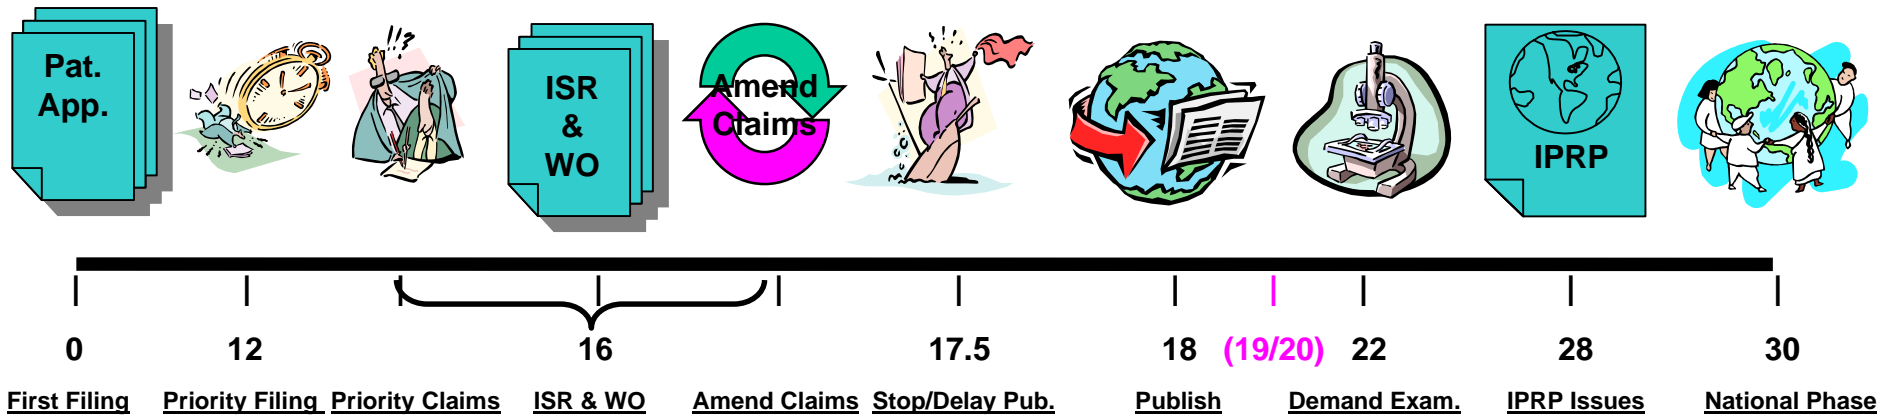 Pat.
App.
ISR
&
WO
Amend
Claims
IPRP
0 12 16 17.5 18 (19/20) 22 28 30
First Filing Priority Filing Priority Claims ISR & WO Amend Claims Stop/Delay Pub. Publish Demand Exam. IPRP Issues National Phase